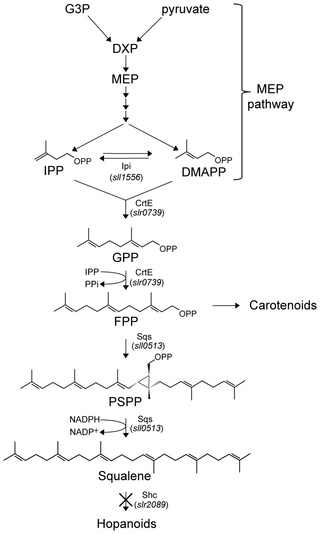 G3P pyruvate
DXP
MEP
MEP
pathway
OPP OPP
IPP Ipi DMAPP
(sll1556)
CrtE
(slr0739)
OPP
GPP
IPP CrtE
PPi (slr0739)
OPP
FPP Carotenoids
Sqs
(sll0513)
OPP
PSPP
NADPH Sqs
NADP+ (sll0513)
Squalene
Shc
(slr2089)
Hopanoids